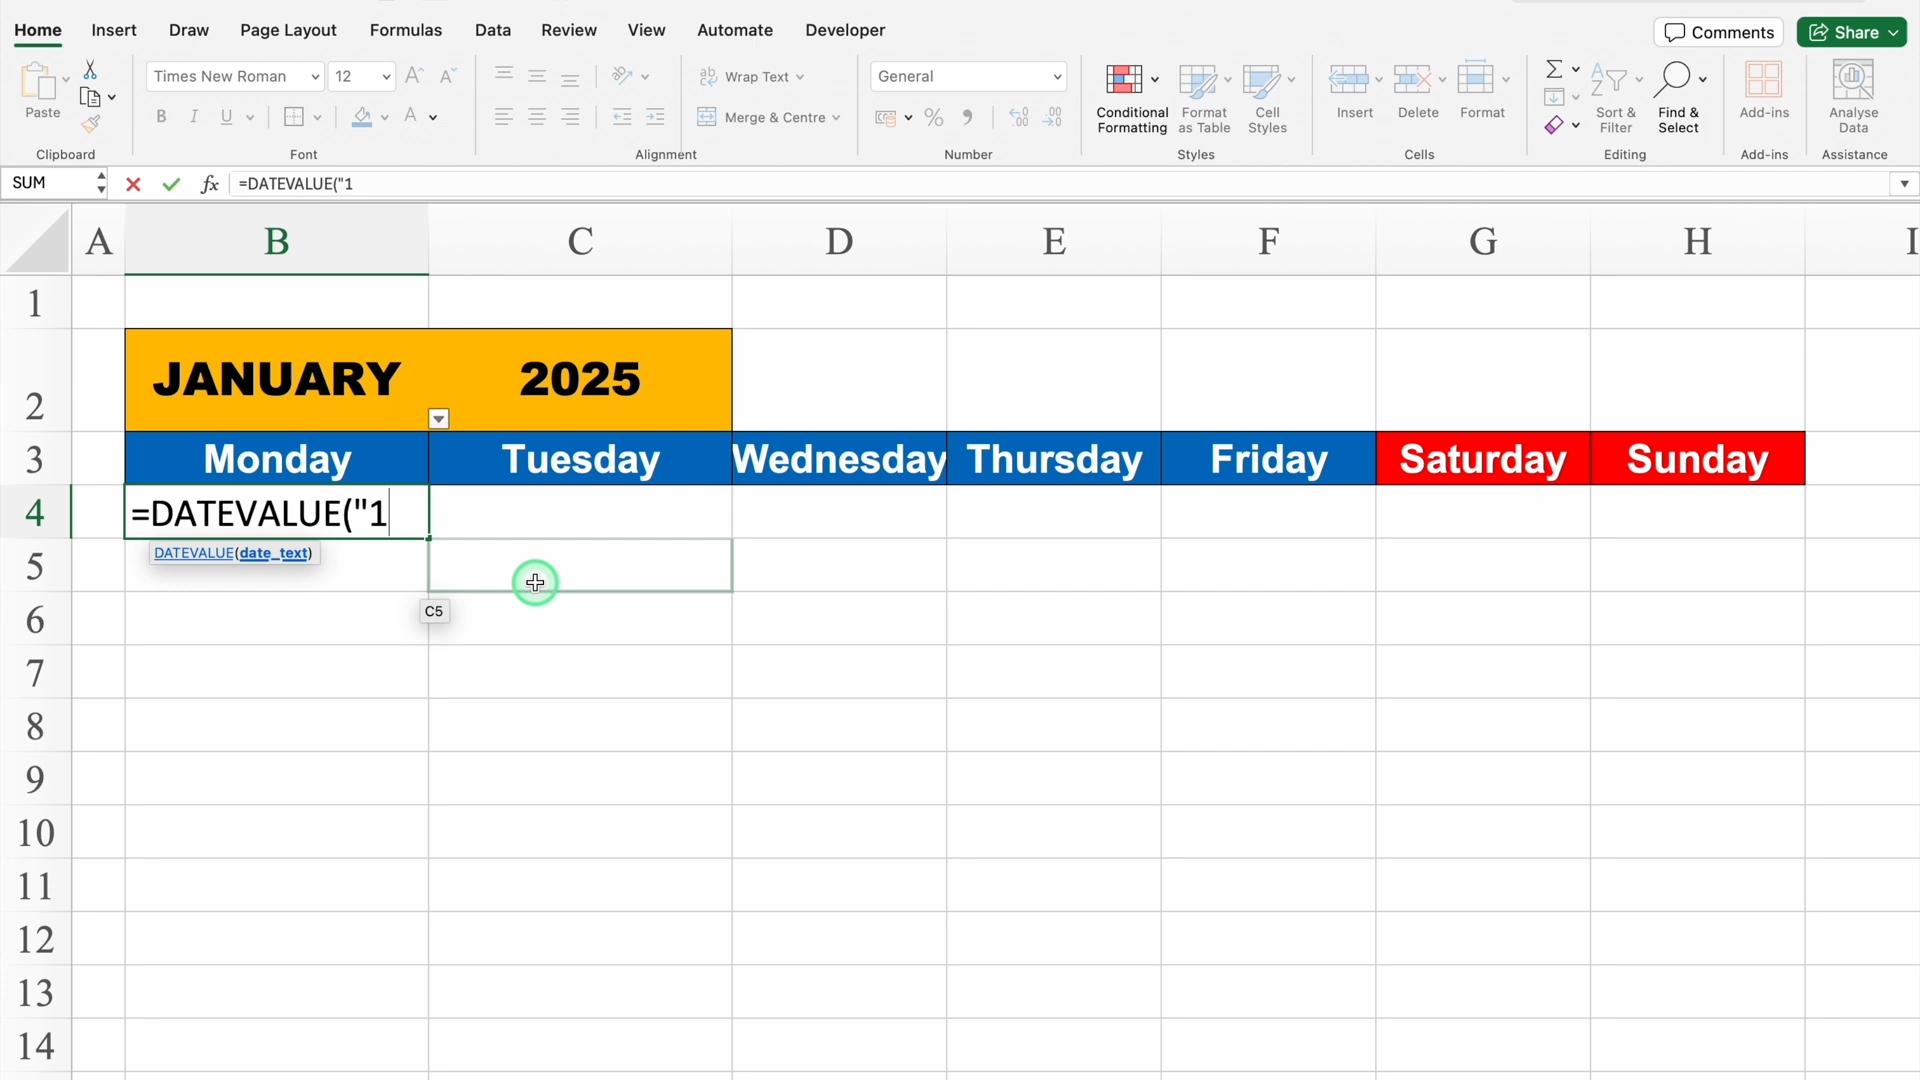 Home Insert Draw Page Layout Formulas Data Review View Automate Developer Comments Share
Times New Roman 12 Wrap Text General
Paste Merge & Centre Conditional Formatting Format as Table Cell Styles Insert Delete Format Sort & Filter Find & Select Add-ins Analyse Data
Clipboard Font Alignment Number Styles Cells Editing Add-ins Assistance
SUM fx =DATEVALUE("1
A B C D E F G H I
1
2 JANUARY 2025
3 Monday Tuesday Wednesday Thursday Friday Saturday Sunday
4 =DATEVALUE("1
DATEVALUE(date_text)
5
C5
6
7
8
9
10
11
12
13
14